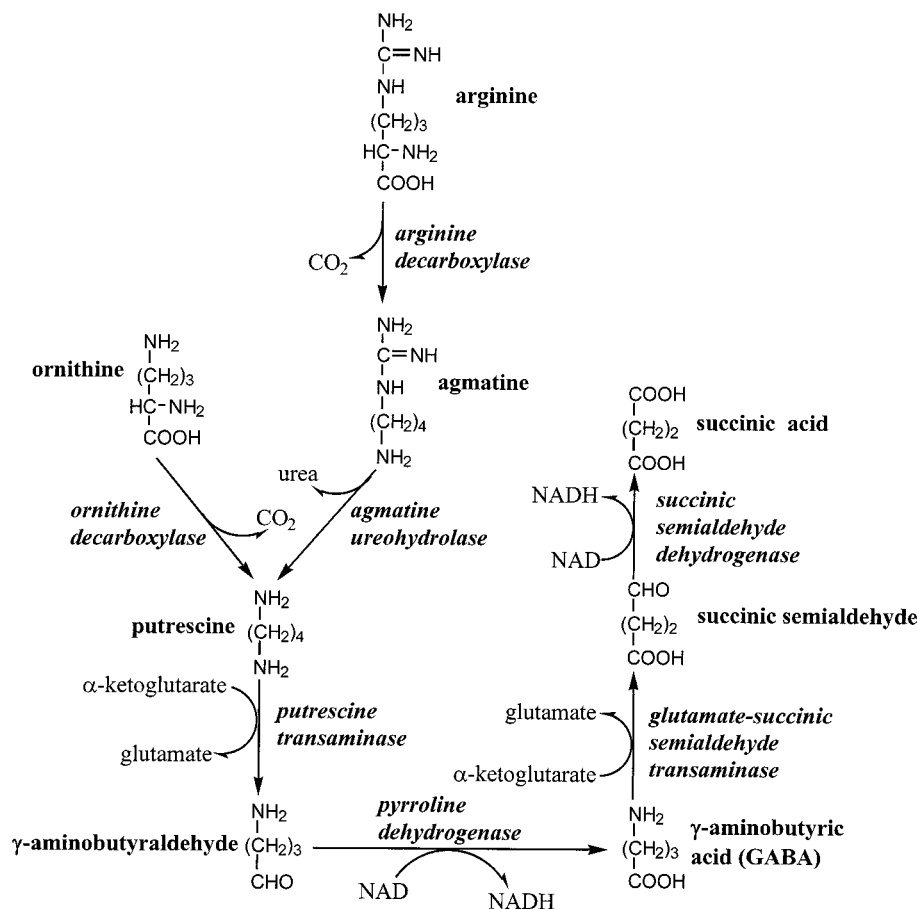 NH2
C=NH
NH
(CH2)3
HC-NH2
COOH
arginine
CO2
arginine
decarboxylase
NH2
C=NH
NH
(CH2)4
NH2
agmatine
ornithine
NH2
(CH2)3
HC-NH2
COOH
urea
ornithine
decarboxylase
CO2
agmatine
ureohydrolase
putrescine
NH2
(CH2)4
NH2
α-ketoglutarate
glutamate
putrescine
transaminase
γ-aminobutyraldehyde
NH2
(CH2)3
CHO
pyrroline
dehydrogenase
NAD
NADH
NH2
(CH2)3
COOH
γ-aminobutyric
acid (GABA)
glutamate
α-ketoglutarate
glutamate-succinic
semialdehyde
transaminase
CHO
(CH2)2
COOH
succinic semialdehyde
NADH
NAD
succinic
semialdehyde
dehydrogenase
COOH
(CH2)2
COOH
succinic acid